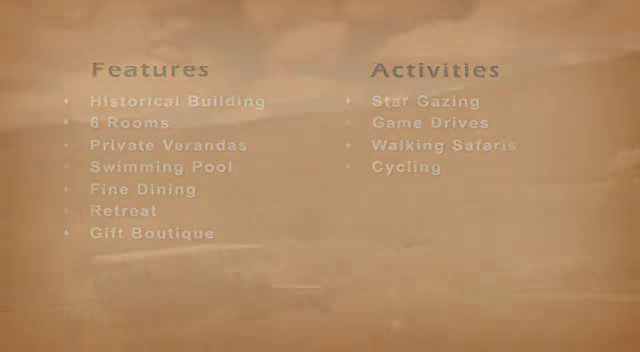 Features
• Historical Building
• 6 Rooms
• Private Verandas
• Swimming Pool
• Fine Dining
• Retreat
• Gift Boutique
Activities
• Star Gazing
• Game Drives
• Walking Safaris
• Cycling